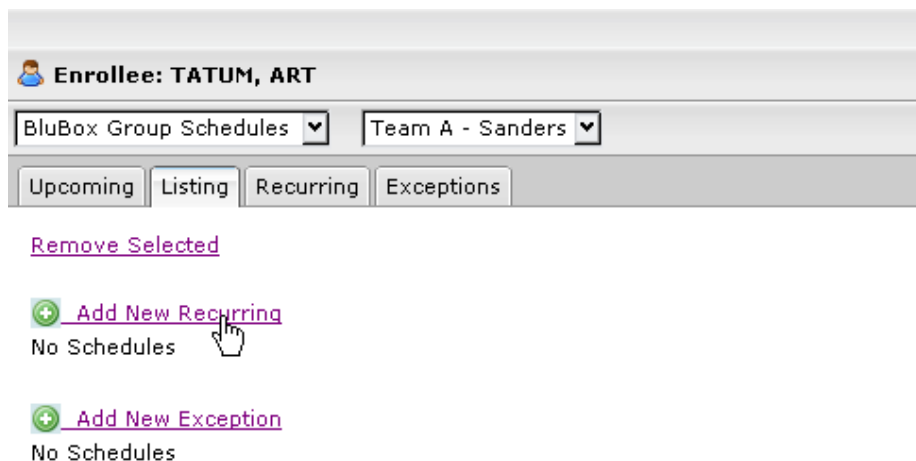 Enrollee: TATUM, ART
BluBox Group Schedules Team A - Sanders
Upcoming Listing Recurring Exceptions
Remove Selected
Add New Recurring
No Schedules
Add New Exception
No Schedules